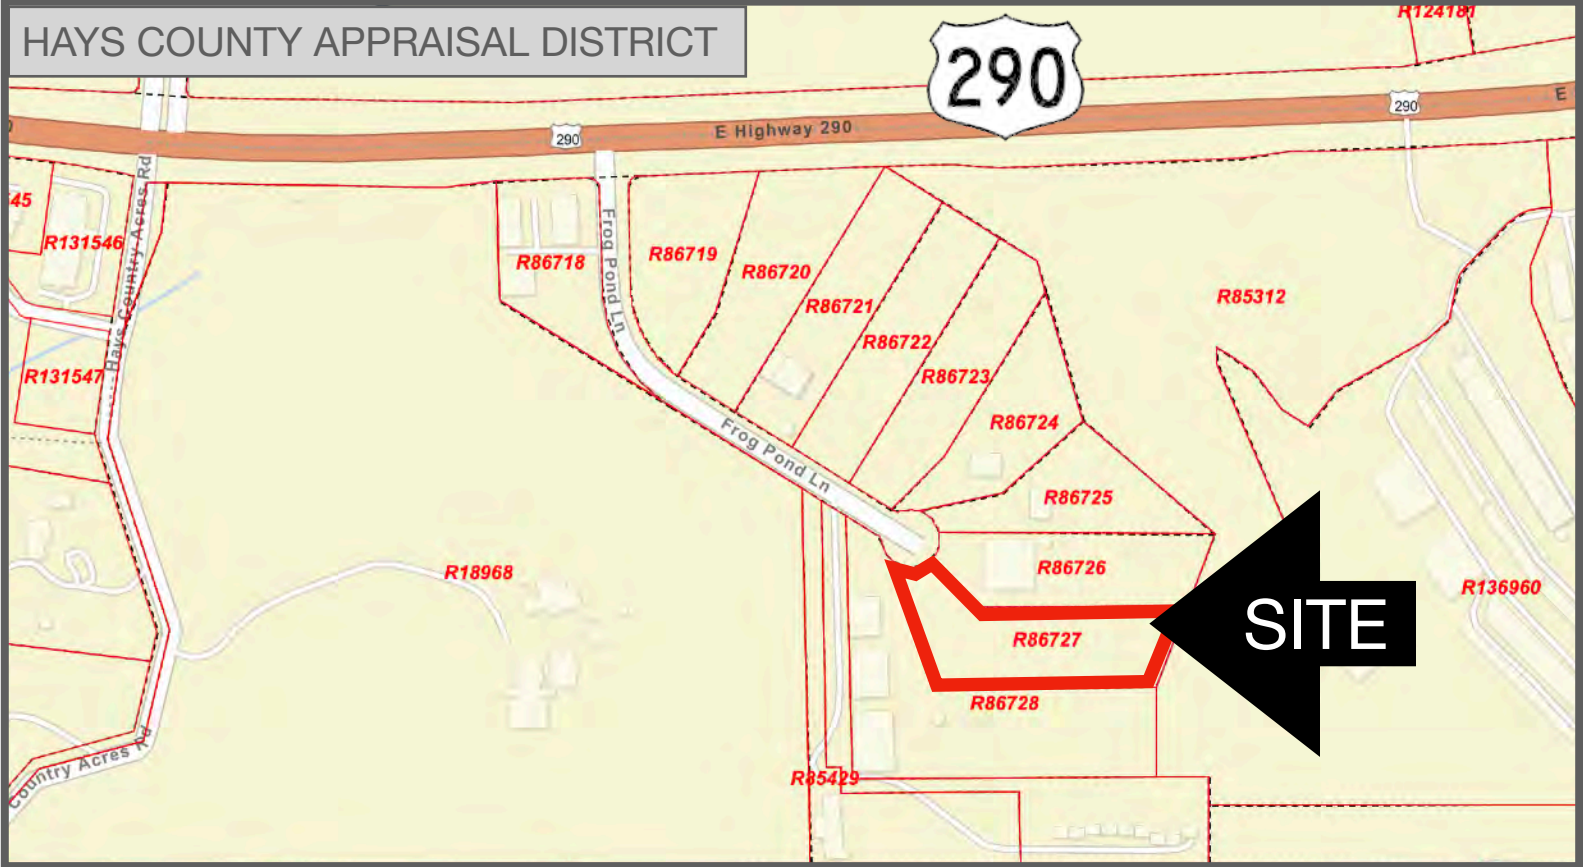 HAYS COUNTY APPRAISAL DISTRICT
R124181
290
290
E Highway 290
290
E
Hays Country Acres Rd
45
R131546
R131547
R86718
Frog Pond Ln
R86719
R86720
R86721
R86722
R86723
R86724
R85312
Frog Pond Ln
R86725
R86726
R18968
R136960
R86727
SITE
R86728
Country Acres Rd
R85429